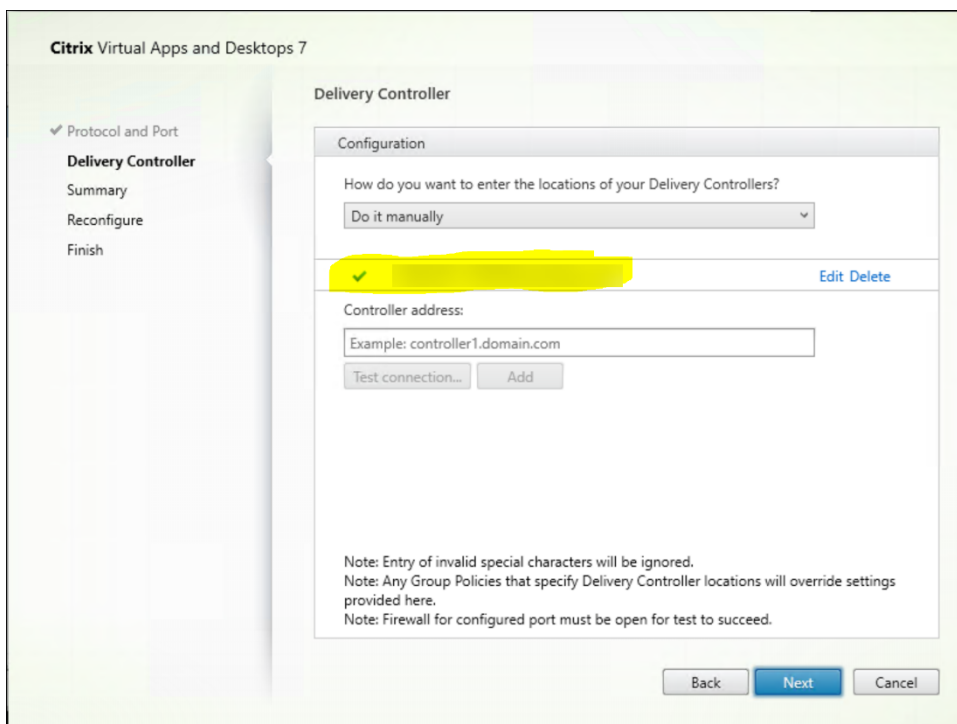 Citrix Virtual Apps and Desktops 7
Delivery Controller
Protocol and Port
Delivery Controller
Summary
Reconfigure
Finish
Configuration
How do you want to enter the locations of your Delivery Controllers?
Do it manually
Edit Delete
Controller address:
Example: controller1.domain.com
Test connection... Add
Note: Entry of invalid special characters will be ignored.
Note: Any Group Policies that specify Delivery Controller locations will override settings
provided here.
Note: Firewall for configured port must be open for test to succeed.
Back Next Cancel